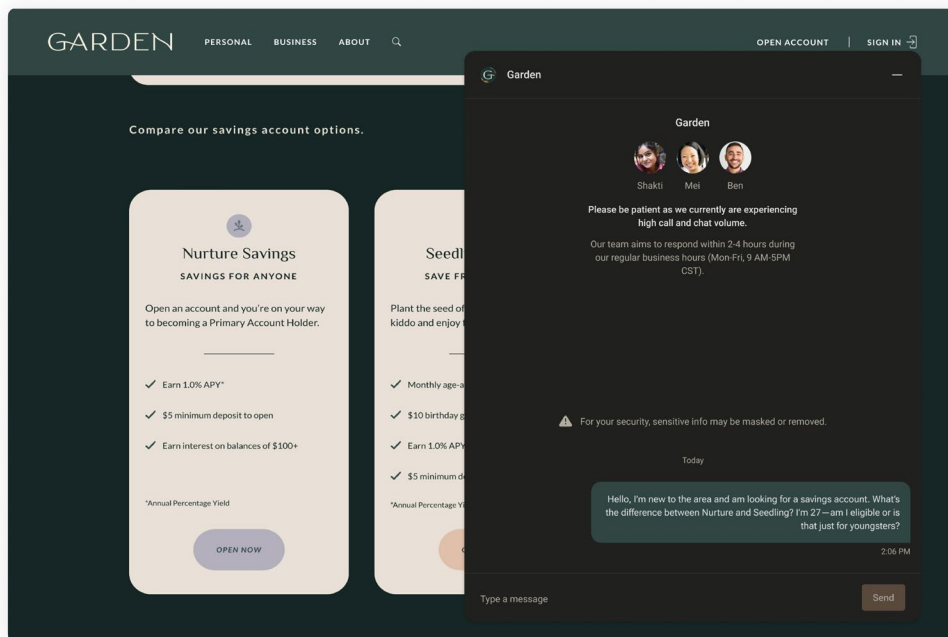 GARDEN
PERSONAL
BUSINESS
ABOUT
OPEN ACCOUNT
SIGN IN
Compare our savings account options.
Nurture Savings
SAVINGS FOR ANYONE
Open an account and you're on your way
to becoming a Primary Account Holder.
Earn 1.0% APY*
$5 minimum deposit to open
Earn interest on balances of $100+
*Annual Percentage Yield
OPEN NOW
Seedl
SAVE FR
Plant the seed of
kiddo and enjoy
Monthly age-a
$10 birthday g
Earn 1.0% APY
$5 minimum de
*Annual Percentage Yi
G Garden
Garden
Shakti
Mei
Ben
Please be patient as we currently are experiencing
high call and chat volume.
Our team aims to respond within 2-4 hours during
our regular business hours (Mon-Fri, 9 AM-5PM
CST).
For your security, sensitive info may be masked or removed.
Today
Hello, I'm new to the area and am looking for a savings account. What's
the difference between Nurture and Seedling? I'm 27—am I eligible or is
that just for youngsters?
2:06 PM
Type a message
Send